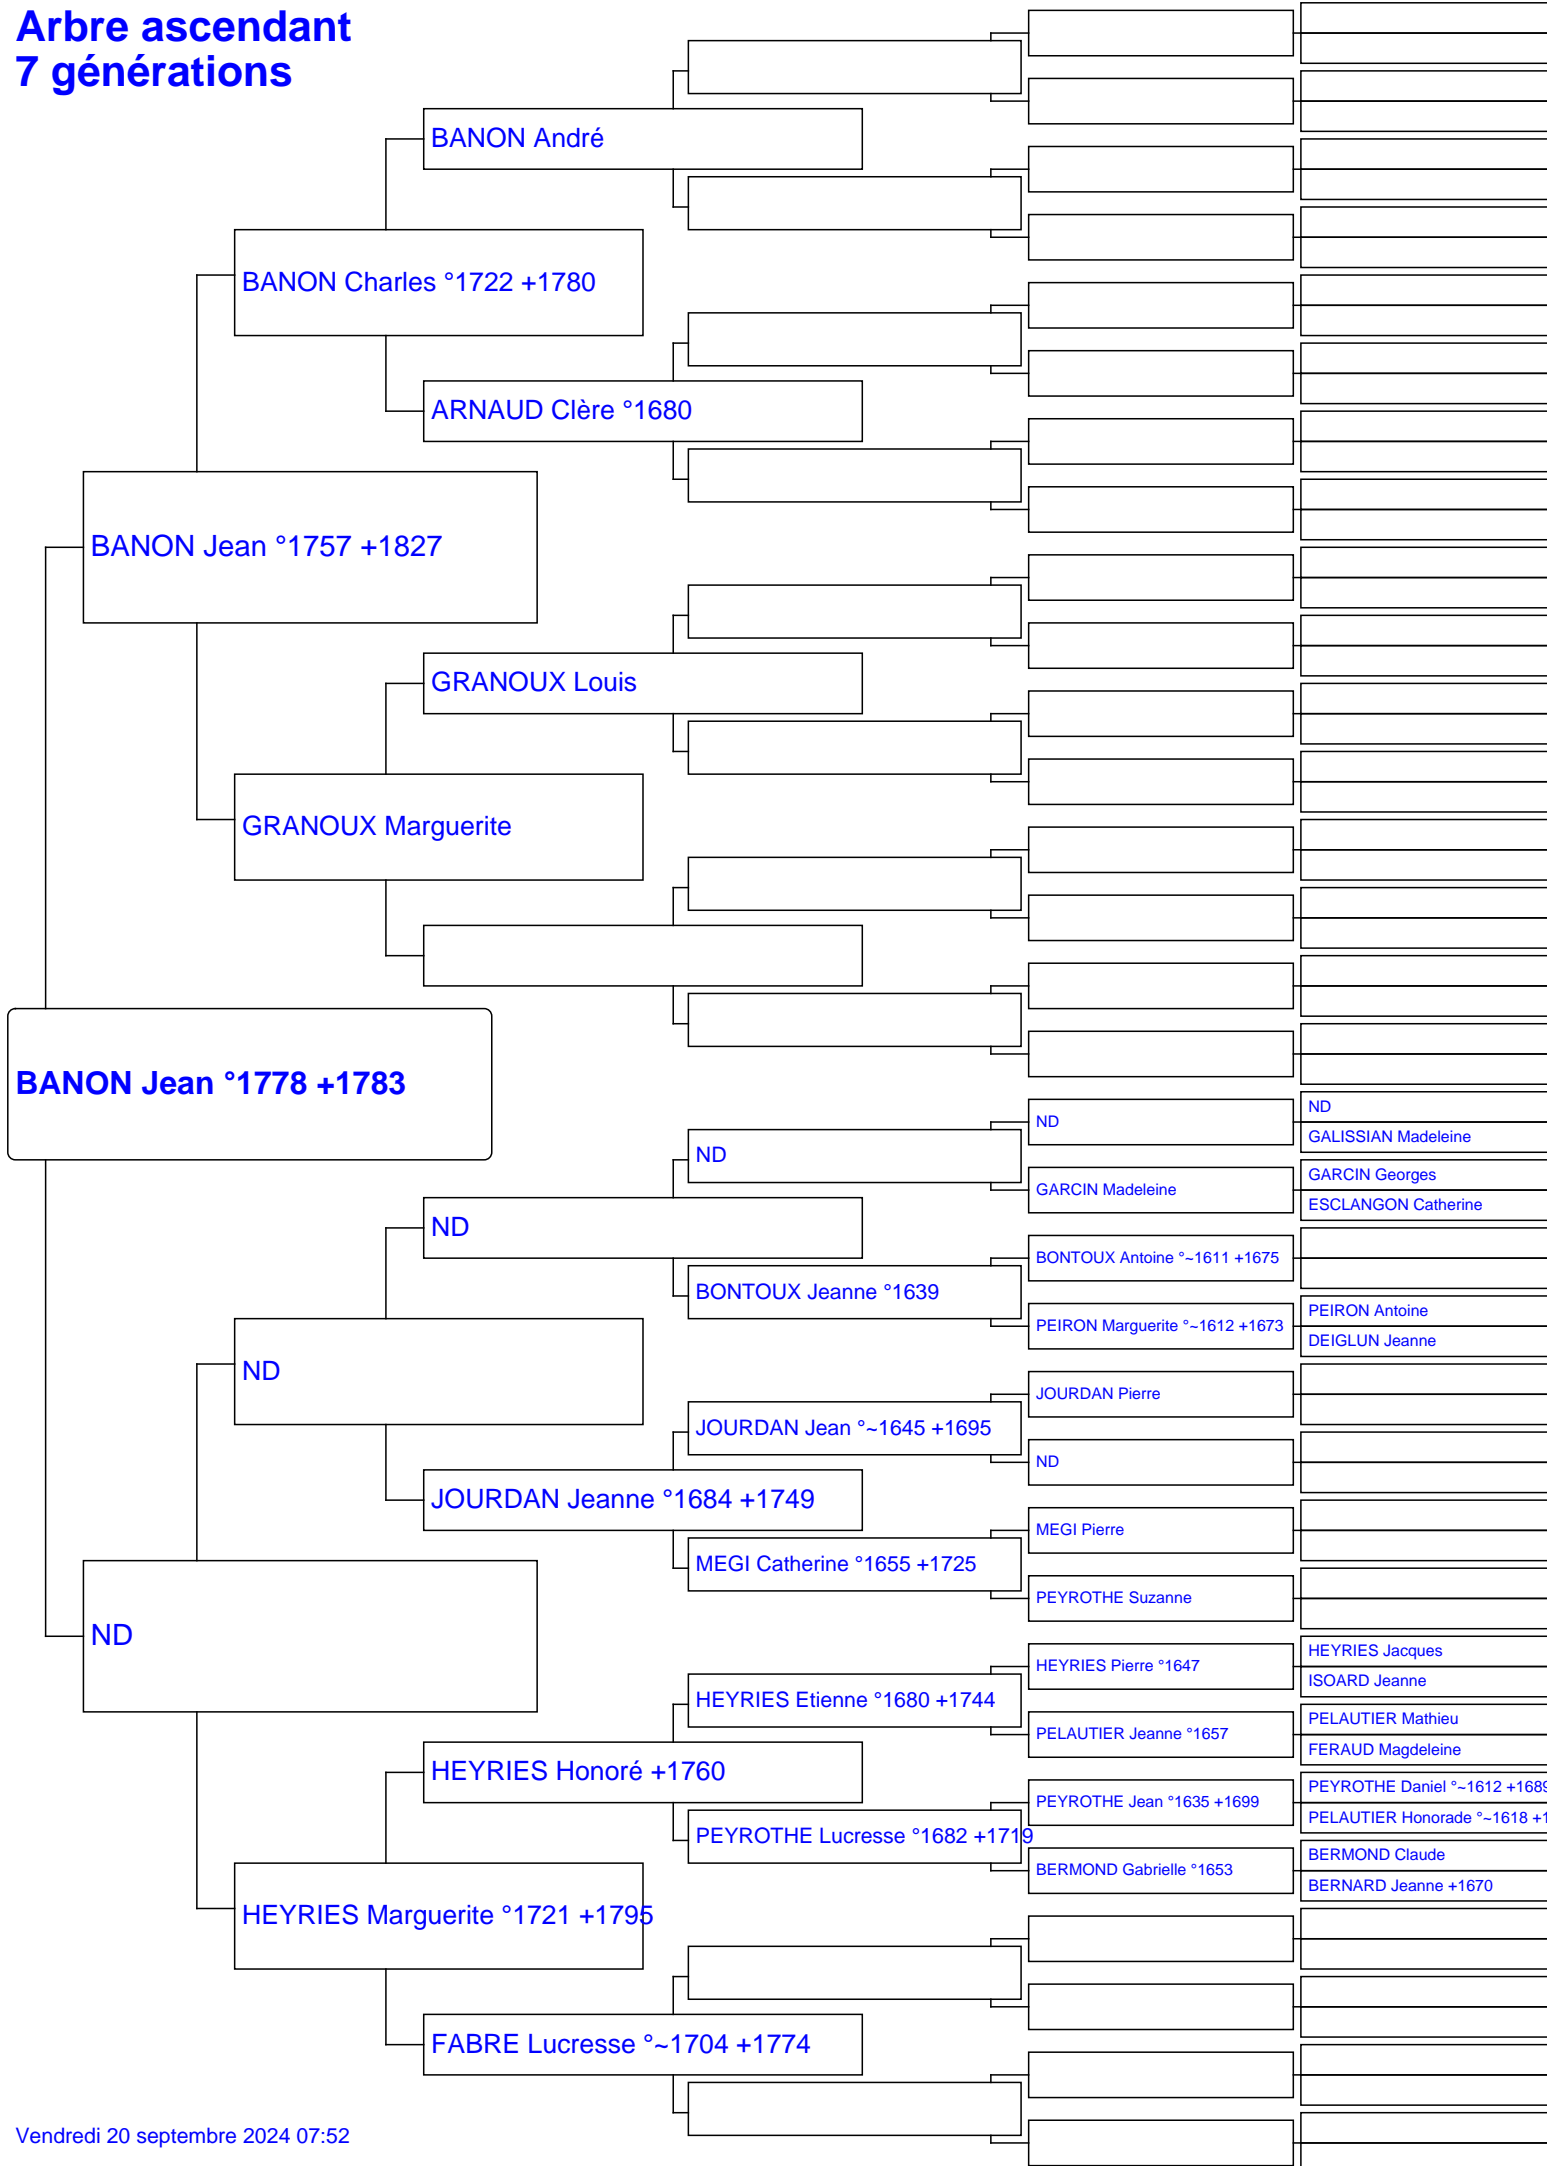 Arbre ascendant
7 générations
BANON André
BANON Charles °1722 +1780
ARNAUD Clère °1680
BANON Jean °1757 +1827
GRANOUX Louis
GRANOUX Marguerite
BANON Jean °1778 +1783
ND
GALISSIAN Madeleine
ND
ND
GARCIN Georges
GARCIN Madeleine
ESCLANGON Catherine
ND
BONTOUX Antoine °~1611 +1675
BONTOUX Jeanne °1639
PEIRON Antoine
PEIRON Marguerite °~1612 +1673
DEIGLUN Jeanne
ND
JOURDAN Pierre
JOURDAN Jean °~1645 +1695
ND
JOURDAN Jeanne °1684 +1749
MEGI Pierre
MEGI Catherine °1655 +1725
PEYROTHE Suzanne
ND
HEYRIES Jacques
HEYRIES Pierre °1647
ISOARD Jeanne
HEYRIES Etienne °1680 +1744
PELAUTIER Mathieu
PELAUTIER Jeanne °1657
FERAUD Magdeleine
HEYRIES Honoré +1760
PEYROTHE Daniel °~1612 +1689
PEYROTHE Jean °1635 +1699
PELAUTIER Honorade °~1618 +1
PEYROTHE Lucresse °1682 +1719
BERMOND Claude
BERMOND Gabrielle °1653
BERNARD Jeanne +1670
HEYRIES Marguerite °1721 +1795
FABRE Lucresse °~1704 +1774
Vendredi 20 septembre 2024 07:52